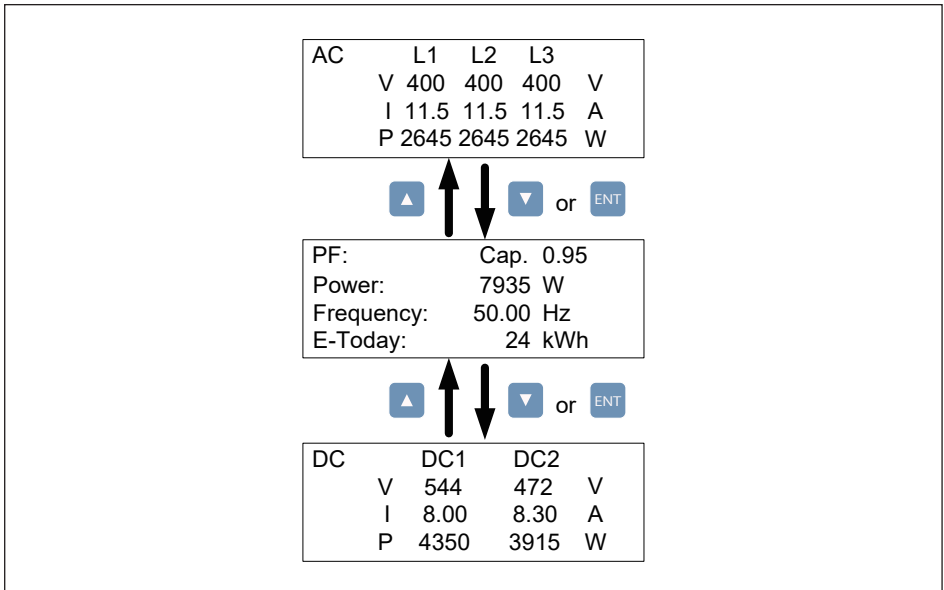 AC L1 L2 L3
V 400 400 400 V
I 11.5 11.5 11.5 A
P 2645 2645 2645 W
▲ ▼ or ENT
PF: Cap. 0.95
Power: 7935 W
Frequency: 50.00 Hz
E-Today: 24 kWh
▲ ▼ or ENT
DC DC1 DC2
V 544 472 V
I 8.00 8.30 A
P 4350 3915 W